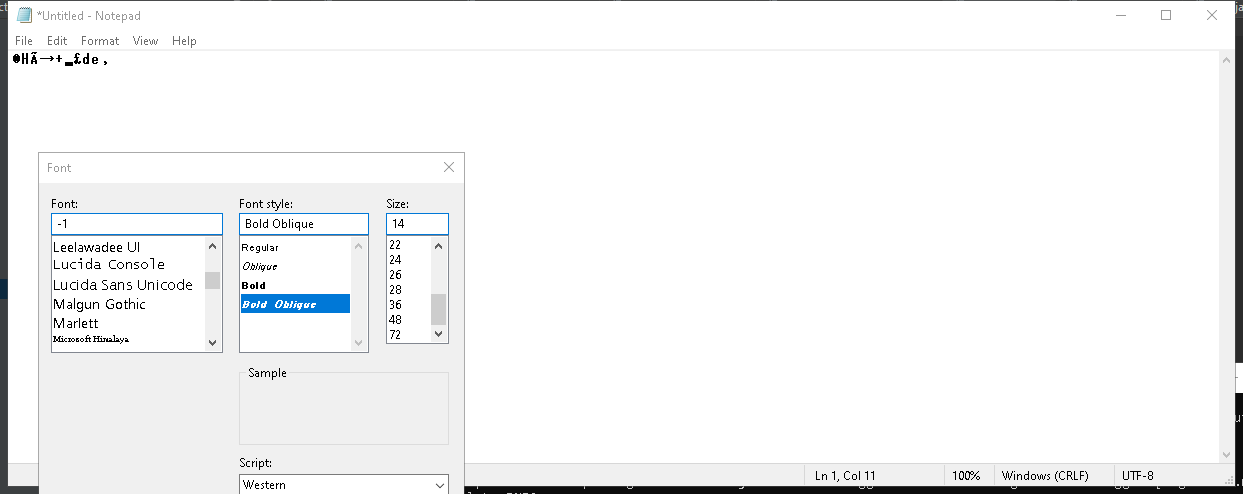 *Untitled - Notepad
File Edit Format View Help
®HÃ→+_£de,
Font
Font: Font style: Size:
-1 Bold Oblique 14
Leelawadee UI
Lucida Console
Lucida Sans Unicode
Malgun Gothic
Marlett
Microsoft Himalaya
Regular
Oblique
Bold
Bold Oblique
22
24
26
28
36
48
72
Sample
Script:
Western
Ln 1, Col 11 100% Windows (CRLF) UTF-8